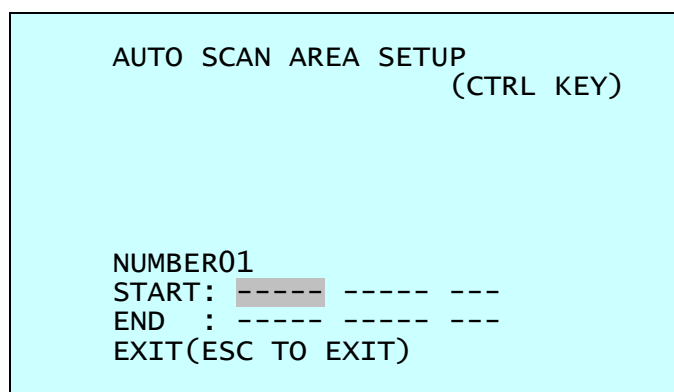 AUTO SCAN AREA SETUP
(CTRL KEY)
NUMBER01
START: ----- ----- ---
END  : ----- ----- ---
EXIT(ESC TO EXIT)